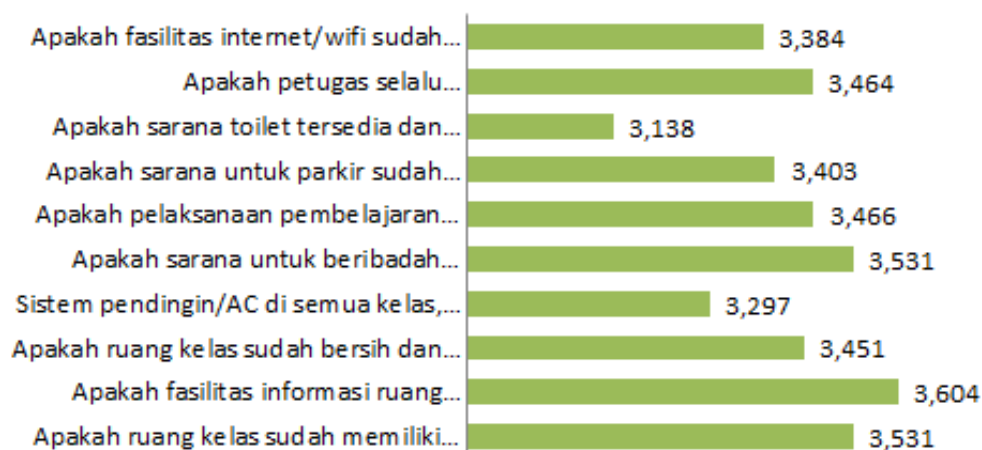 Apakah fasilitas internet/wifi sudah... 3,384
Apakah petugas selalu... 3,464
Apakah sarana toilet tersedia dan... 3,138
Apakah sarana untuk parkir sudah... 3,403
Apakah pelaksanaan pembelajaran... 3,466
Apakah sarana untuk beribadah... 3,531
Sistem pendingin/AC di semua kelas,... 3,297
Apakah ruang kelas sudah bersih dan... 3,451
Apakah fasilitas informasi ruang... 3,604
Apakah ruang kelas sudah memiliki... 3,531